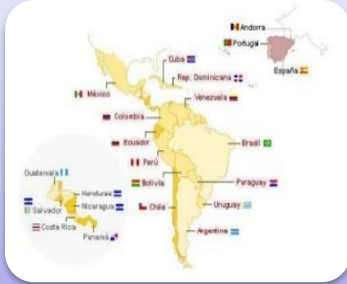 Andorra
Portugal
España
Cuba
Rep. Dominicana
México
Venezuela
Colombia
Ecuador
Brasil
Perú
Guatemala
Bolivia
Paraguay
Honduras
Nicaragua
El Salvador
Chile
Uruguay
Costa Rica
Panamá
Argentina